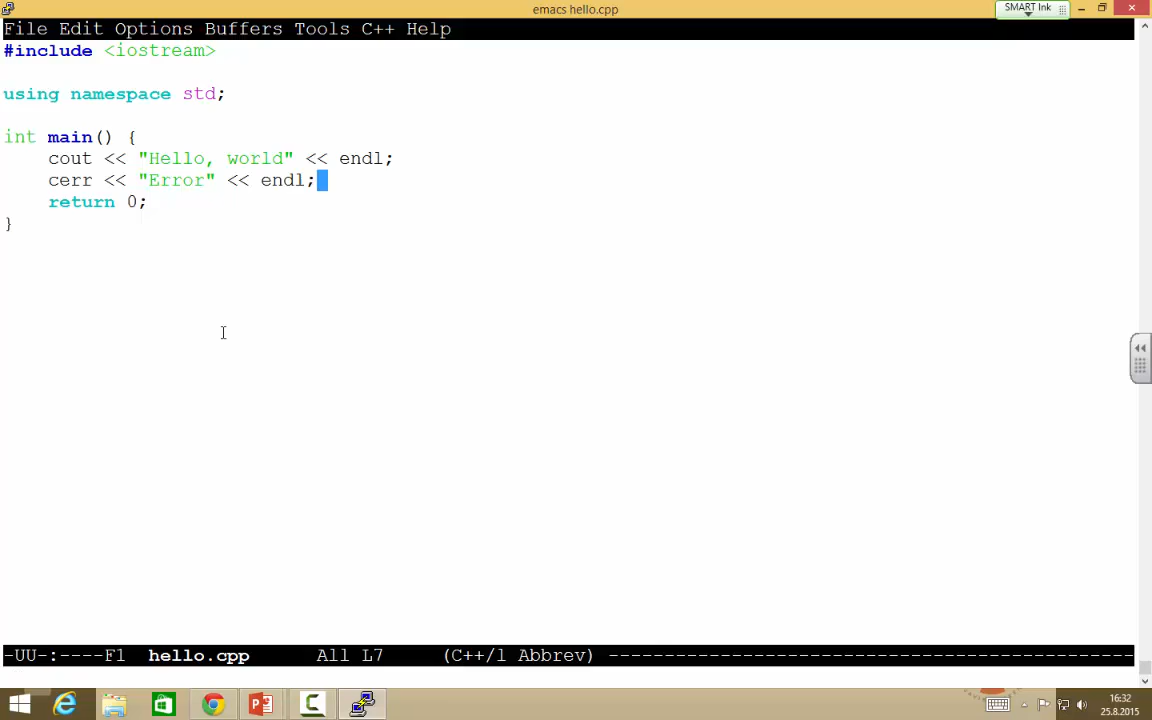 emacs hello.cpp
SMART Ink
File Edit Options Buffers Tools C++ Help
#include <iostream>
using namespace std;
int main() {
    cout << "Hello, world" << endl;
    cerr << "Error" << endl;
    return 0;
}
-UU-:----F1  hello.cpp      All L7     (C++/l Abbrev) -----------------------------------------------
16:32
25.8.2015